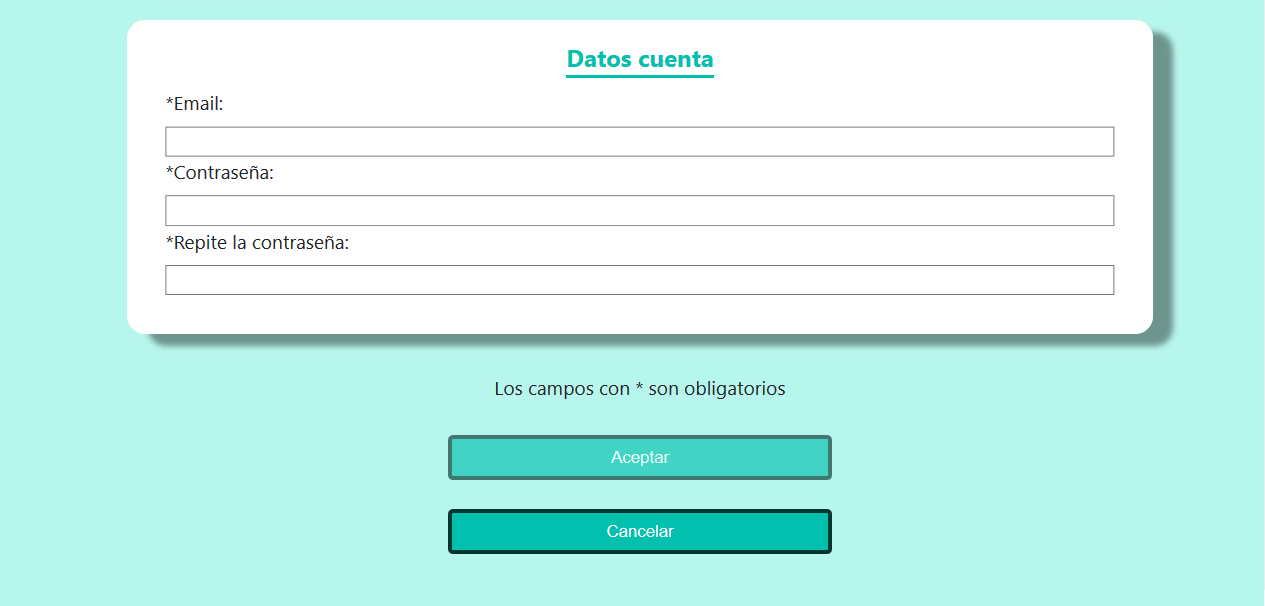 Datos cuenta
*Email:
*Contraseña:
*Repite la contraseña:
Los campos con * son obligatorios
Aceptar
Cancelar